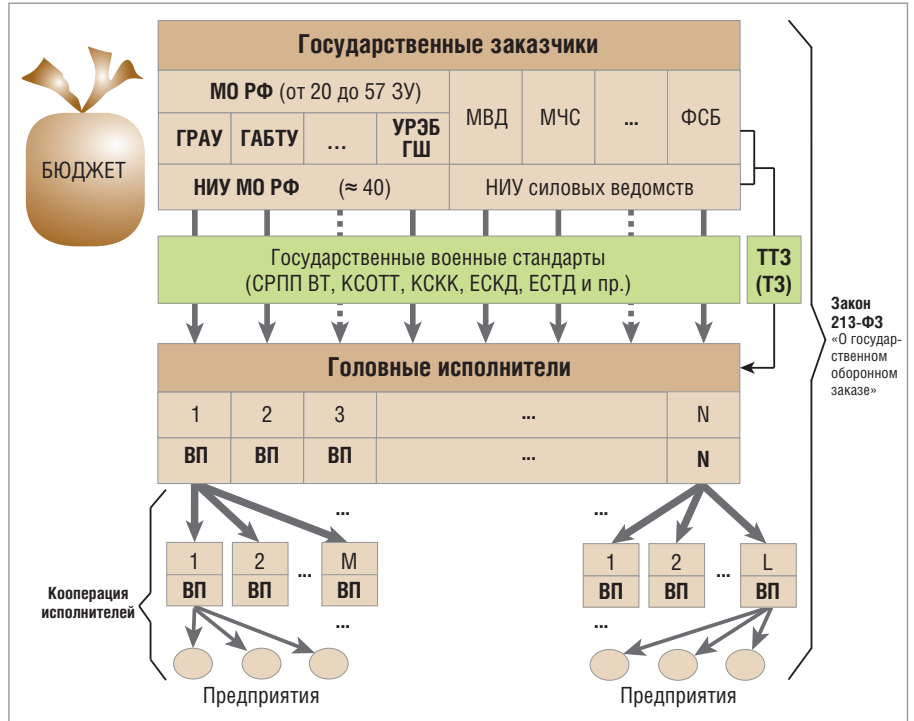 Государственные заказчики
БЮДЖЕТ
МО РФ (от 20 до 57 ЗУ)
МВД
МЧС
...
ФСБ
ГРАУ
ГАБТУ
...
УРЭБ
ГШ
НИУ МО РФ (≈ 40)
НИУ силовых ведомств
Государственные военные стандарты
(СРПП ВТ, КСОТТ, КСКК, ЕСКД, ЕСТД и пр.)
ТТЗ
(ТЗ)
Закон
213-ФЗ
«О государ-
ственном
оборонном
заказе»
Головные исполнители
1 2 3 ... N
ВП ВП ВП ... N
... ...
1 2 ... М
ВП ВП ВП
1 2 ... L
ВП ВП ВП
Кооперация
исполнителей
... ...
Предприятия
Предприятия